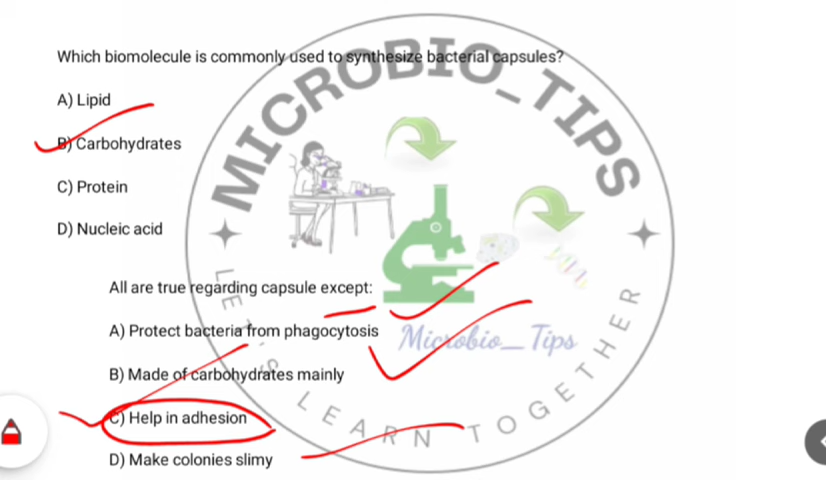 Which biomolecule is commonly used to synthesize bacterial capsules?
A) Lipid
B) Carbohydrates
C) Protein
D) Nucleic acid
All are true regarding capsule except:
A) Protect bacteria from phagocytosis
B) Made of carbohydrates mainly
C) Help in adhesion
D) Make colonies slimy
MICROBIO_TIPS
Microbio_Tips
LET'S LEARN TOGETHER